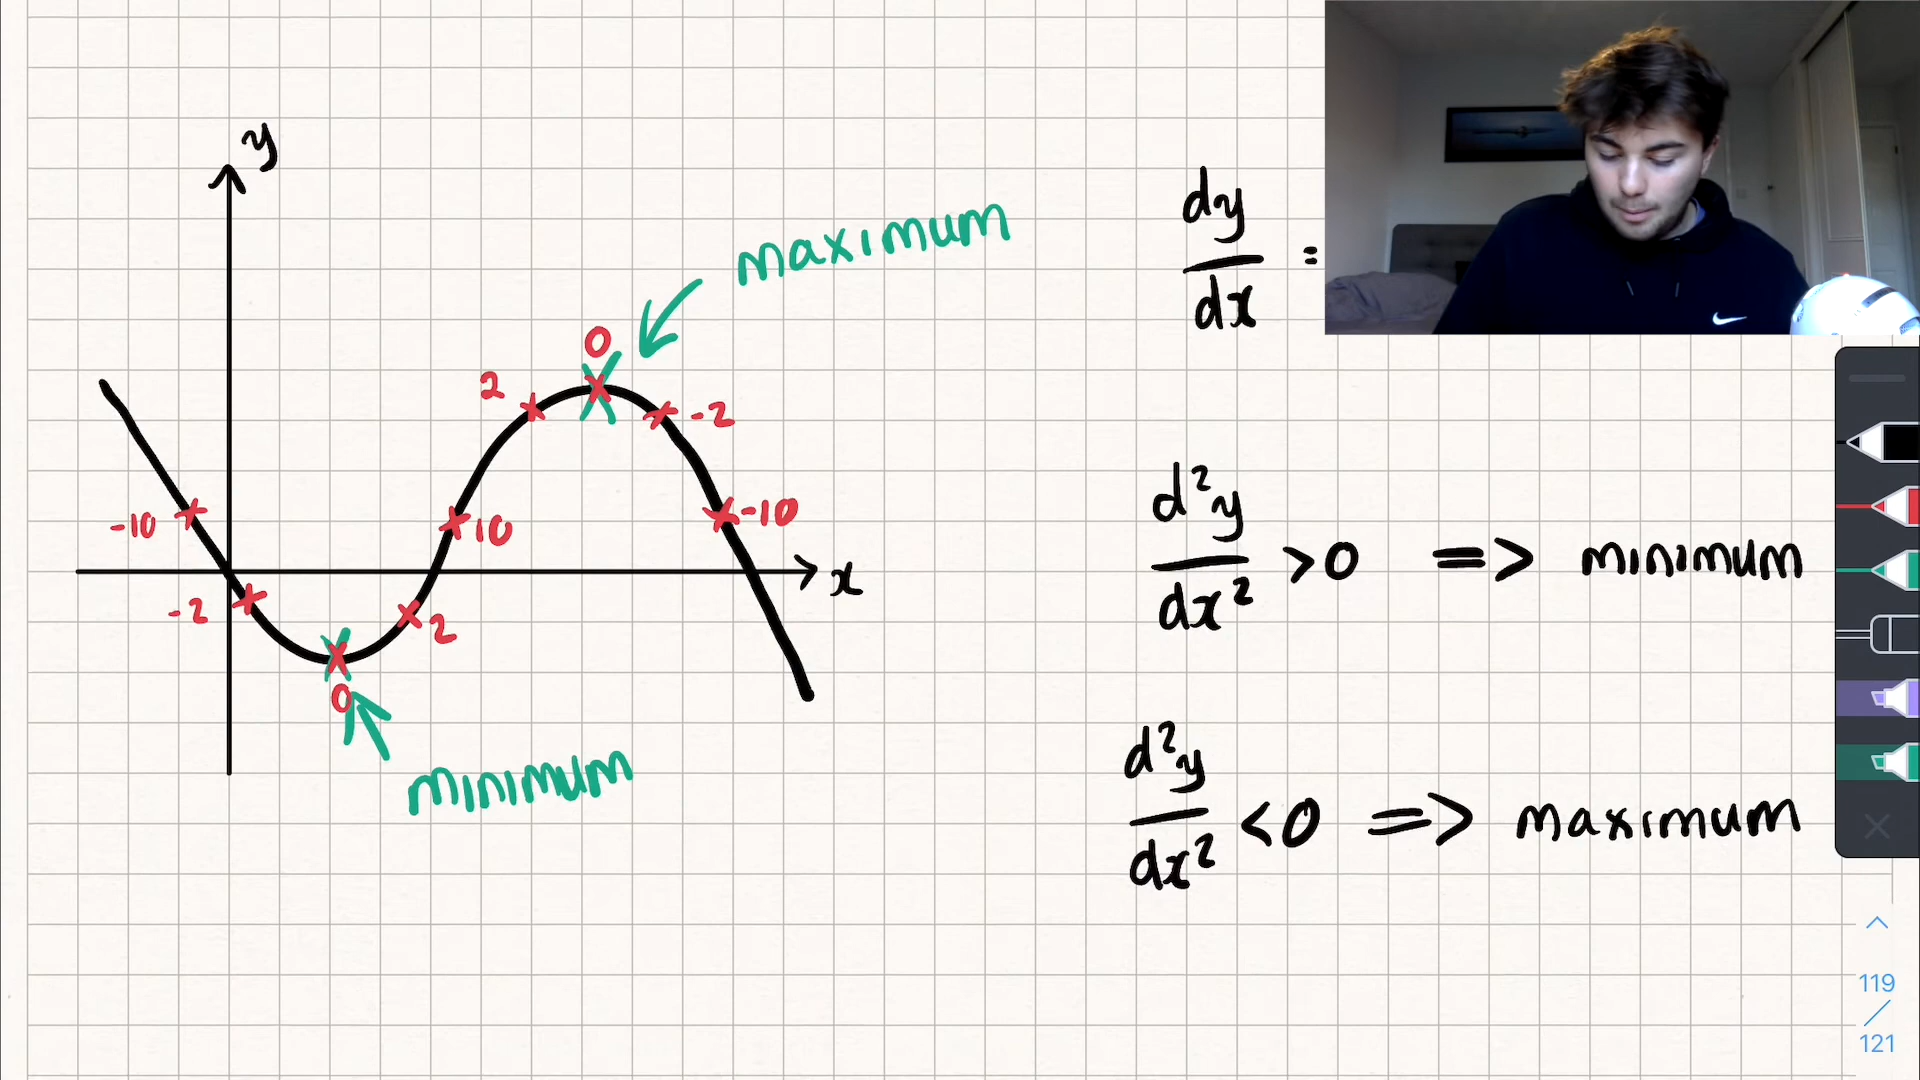 y
maximum
0
2
-2
-10
10
-10
x
-2
2
0
minimum
dy
dx
=
d²y
dx²
>0 => minimum
d²y
dx²
<0 => maximum
119
/
121